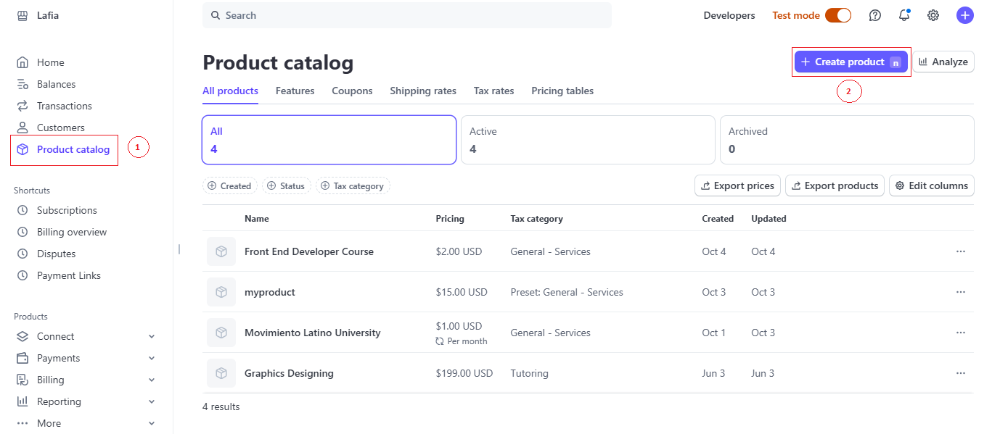 Lafia
Search
Developers
Test mode
Home
Balances
Transactions
Customers
Product catalog
1
Shortcuts
Subscriptions
Billing overview
Disputes
Payment Links
Products
Connect
Payments
Billing
Reporting
More
Product catalog
Create product n
Analyze
2
All products Features Coupons Shipping rates Tax rates Pricing tables
All
4
Active
4
Archived
0
Created Status Tax category
Export prices Export products Edit columns
Name Pricing Tax category Created Updated
Front End Developer Course $2.00 USD General - Services Oct 4 Oct 4
myproduct $15.00 USD Preset: General - Services Oct 3 Oct 3
Movimiento Latino University $1.00 USD General - Services Oct 1 Oct 3
Per month
Graphics Designing $199.00 USD Tutoring Jun 3 Jun 3
4 results